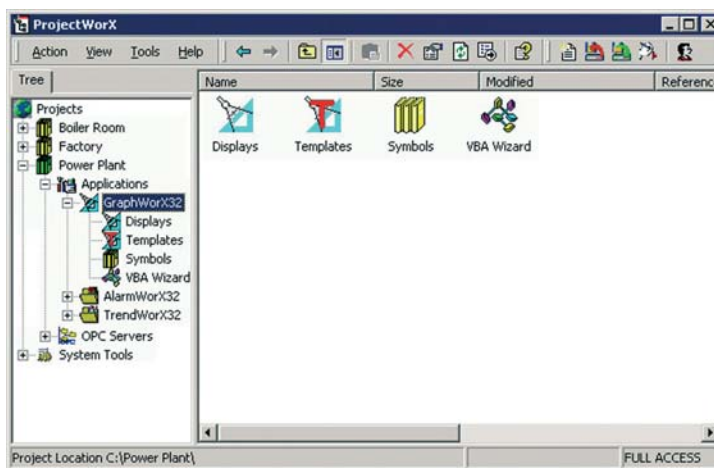 ProjectWorX
Action View Tools Help
Tree
Name Size Modified Referenc
Projects
Boiler Room
Factory
Power Plant
Applications
GraphWorX32
Displays
Templates
Symbols
VBA Wizard
AlarmWorX32
TrendWorX32
OPC Servers
System Tools
Displays Templates Symbols VBA Wizard
Project Location C:\Power Plant\ FULL ACCESS